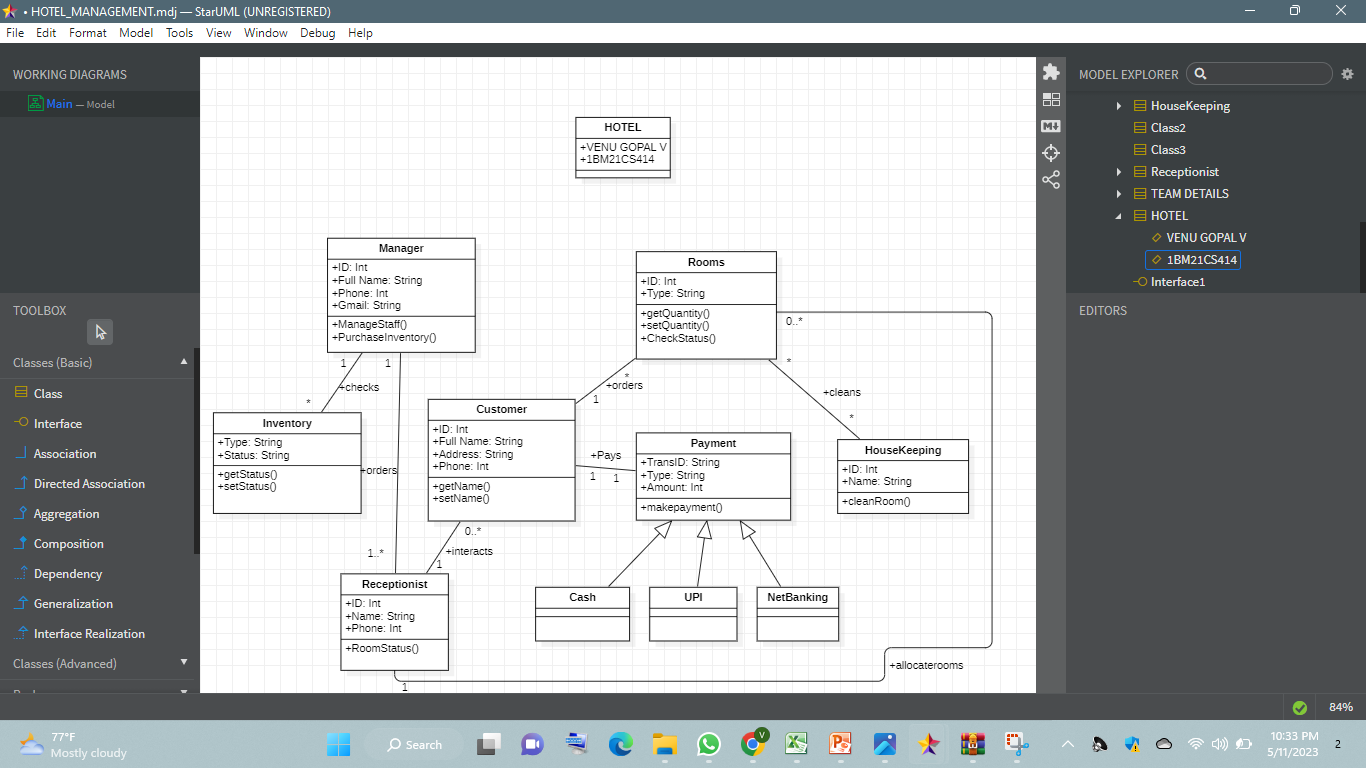 • HOTEL_MANAGEMENT.mdj — StarUML (UNREGISTERED)
File Edit Format Model Tools View Window Debug Help
WORKING DIAGRAMS
Main — Model
TOOLBOX
Classes (Basic)
Class
Interface
Association
Directed Association
Aggregation
Composition
Dependency
Generalization
Interface Realization
Classes (Advanced)
HOTEL
+VENU GOPAL V
+1BM21CS414
Manager
+ID: Int
+Full Name: String
+Phone: Int
+Gmail: String
+ManageStaff()
+PurchaseInventory()
1
1
+checks
*
Inventory
+Type: String
+Status: String
+getStatus()
+setStatus()
+orders
1..*
Customer
+ID: Int
+Full Name: String
+Address: String
+Phone: Int
+getName()
+setName()
0..*
+interacts
1
Receptionist
+ID: Int
+Name: String
+Phone: Int
+RoomStatus()
1
Rooms
+ID: Int
+Type: String
+getQuantity()
+setQuantity()
+CheckStatus()
0..*
*
+orders
1
*
+cleans
*
+Pays
1 1
Payment
+TransID: String
+Type: String
+Amount: Int
+makepayment()
HouseKeeping
+ID: Int
+Name: String
+cleanRoom()
Cash
UPI
NetBanking
+allocaterooms
MODEL EXPLORER
HouseKeeping
Class2
Class3
Receptionist
TEAM DETAILS
HOTEL
VENU GOPAL V
1BM21CS414
Interface1
EDITORS
84%
77°F
Mostly cloudy
Search
V
10:33 PM
5/11/2023
2